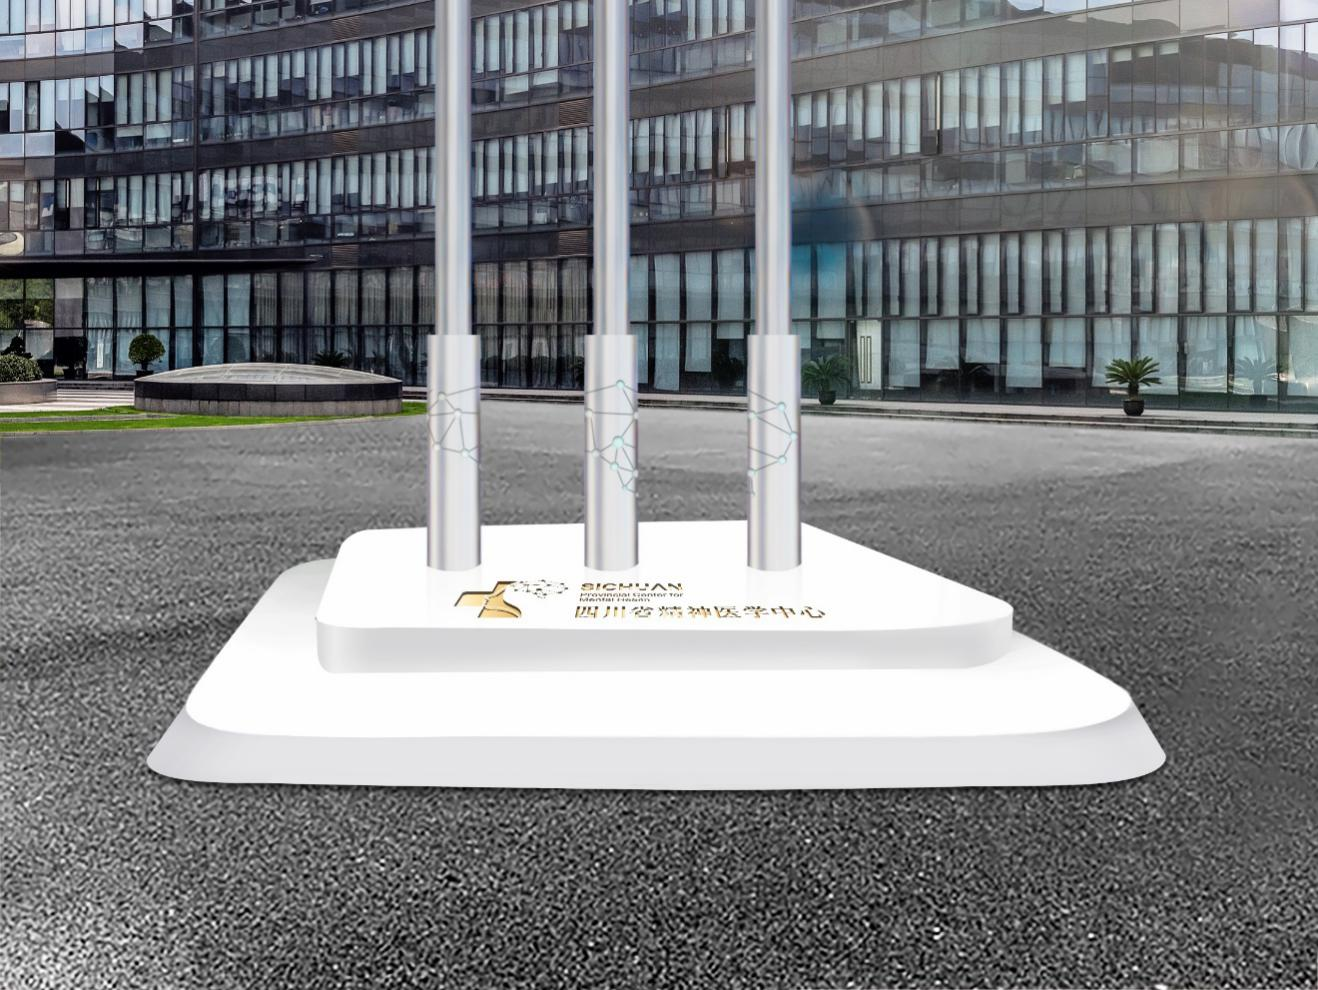 SICHUAN
Provincial Center for
Mental Health
四川省精神医学中心